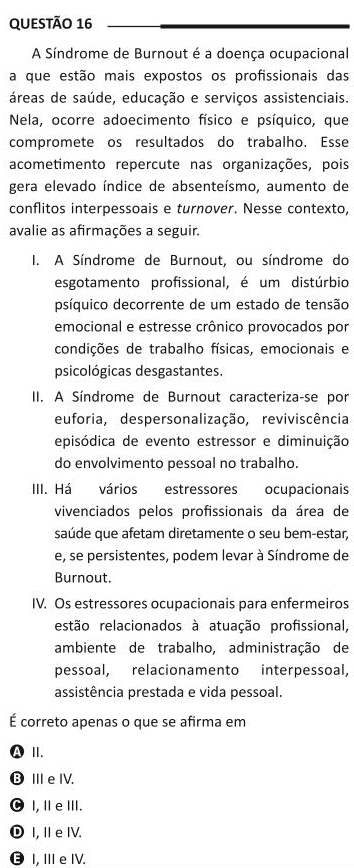 QUESTÃO 16
A Síndrome de Burnout é a doença ocupacional
a que estão mais expostos os profissionais das
áreas de saúde, educação e serviços assistenciais.
Nela, ocorre adoecimento físico e psíquico, que
compromete os resultados do trabalho. Esse
acometimento repercute nas organizações, pois
gera elevado índice de absenteísmo, aumento de
conflitos interpessoais e turnover. Nesse contexto,
avalie as afirmações a seguir.
I. A Síndrome de Burnout, ou síndrome do
esgotamento profissional, é um distúrbio
psíquico decorrente de um estado de tensão
emocional e estresse crônico provocados por
condições de trabalho físicas, emocionais e
psicológicas desgastantes.
II. A Síndrome de Burnout caracteriza-se por
euforia, despersonalização, reviviscência
episódica de evento estressor e diminuição
do envolvimento pessoal no trabalho.
III. Há vários estressores ocupacionais
vivenciados pelos profissionais da área de
saúde que afetam diretamente o seu bem-estar,
e, se persistentes, podem levar à Síndrome de
Burnout.
IV. Os estressores ocupacionais para enfermeiros
estão relacionados à atuação profissional,
ambiente de trabalho, administração de
pessoal, relacionamento interpessoal,
assistência prestada e vida pessoal.
É correto apenas o que se afirma em
A II.
B III e IV.
C I, II e III.
D I, II e IV.
E I, III e IV.